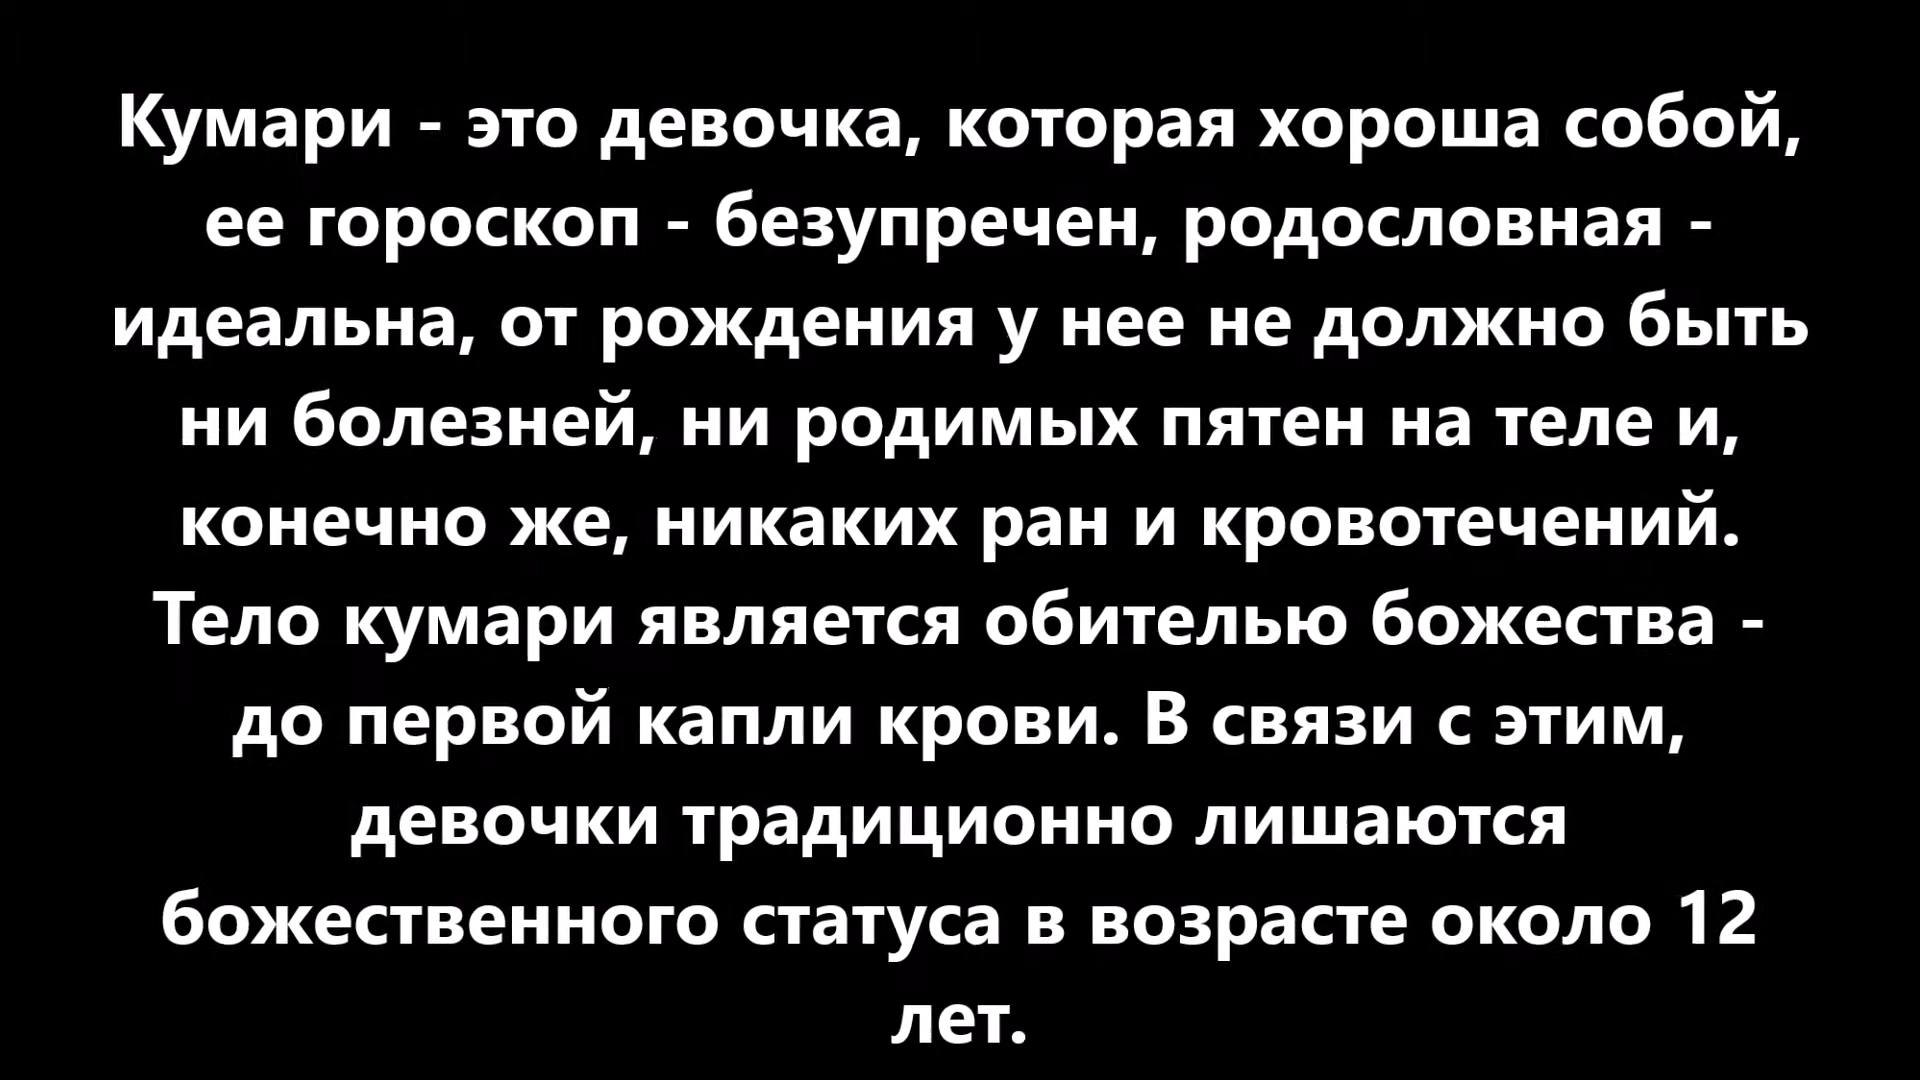 Кумари - это девочка, которая хороша собой,
ее гороскоп - безупречен, родословная -
идеальна, от рождения у нее не должно быть
ни болезней, ни родимых пятен на теле и,
конечно же, никаких ран и кровотечений.
Тело кумари является обителью божества -
до первой капли крови. В связи с этим,
девочки традиционно лишаются
божественного статуса в возрасте около 12
лет.